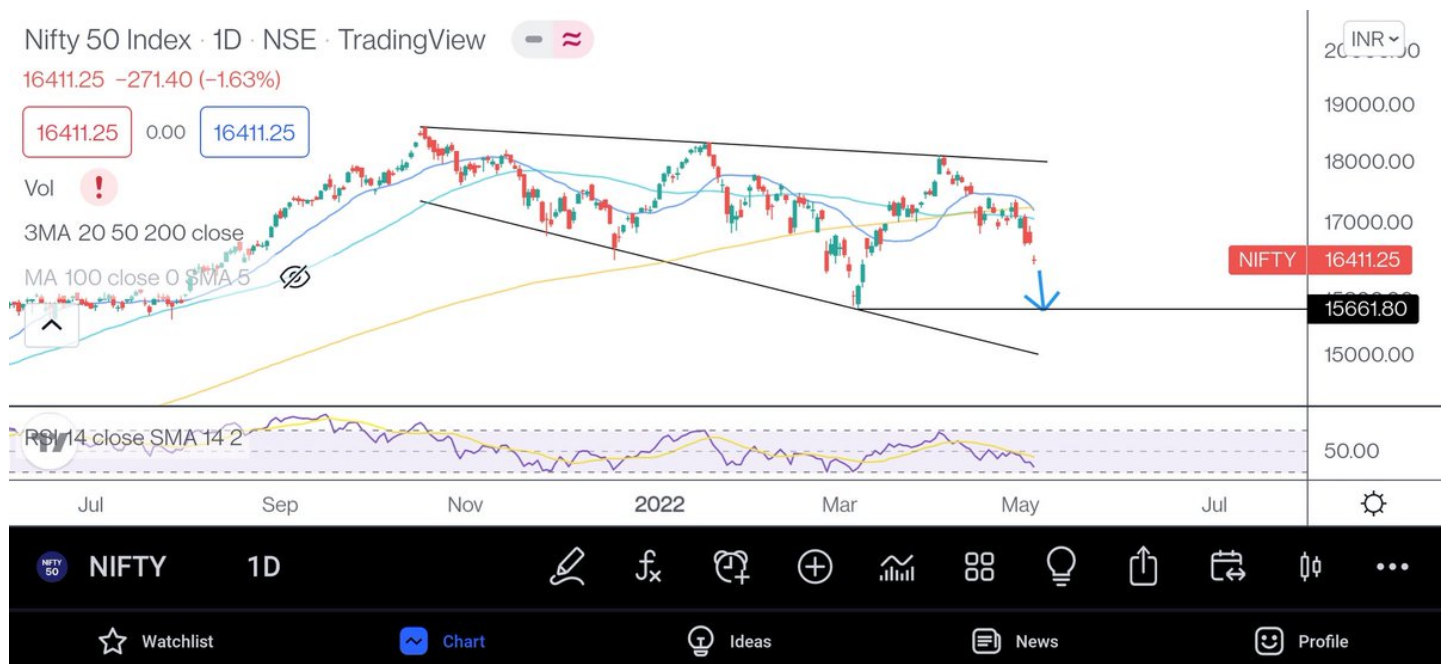 Nifty 50 Index · 1D · NSE · TradingView
INR
16411.25 −271.40 (−1.63%)
19000.00
16411.25 0.00 16411.25
18000.00
Vol !
17000.00
3MA 20 50 200 close
NIFTY 16411.25
MA 100 close 0 SMA 5
15661.80
15000.00
RSI 14 close SMA 14 2
50.00
Jul Sep Nov 2022 Mar May Jul
NIFTY 50 NIFTY 1D
Watchlist Chart Ideas News Profile